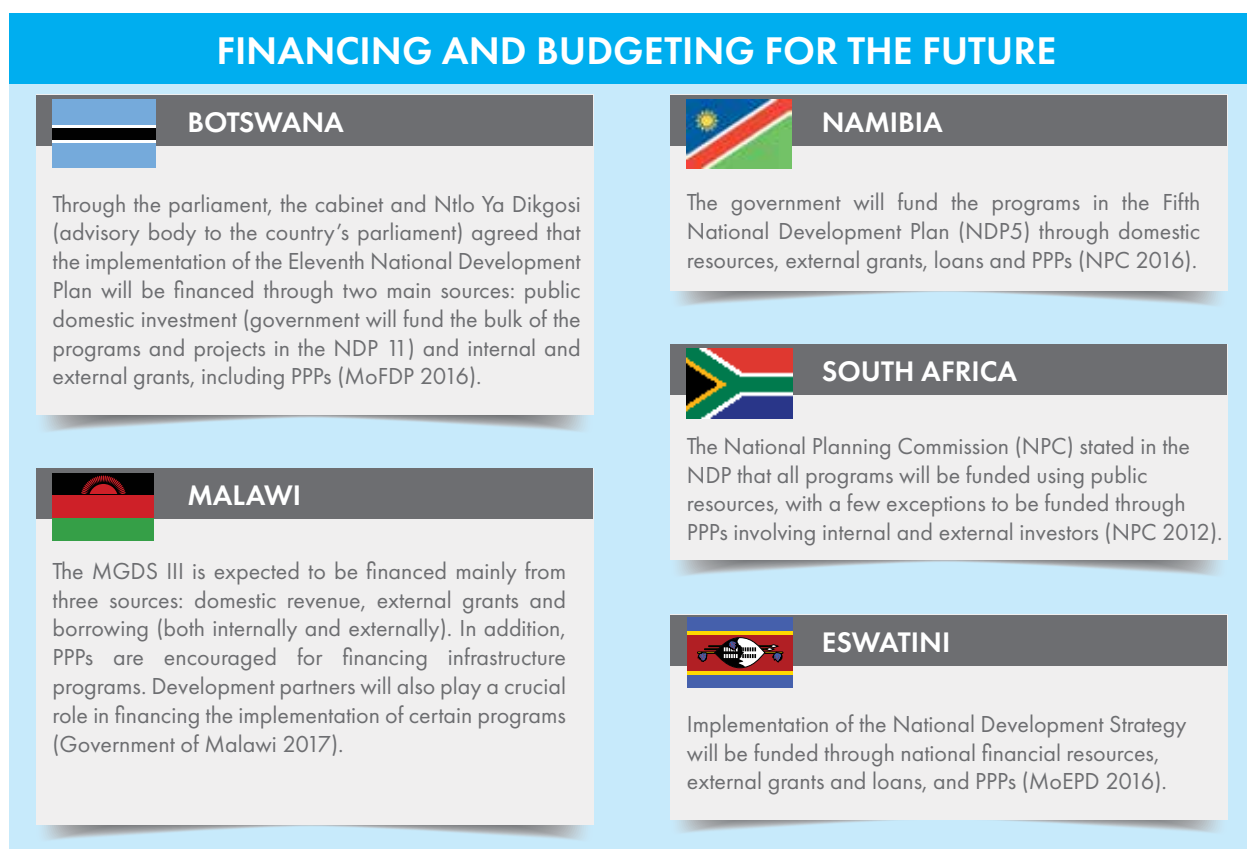 FINANCING AND BUDGETING FOR THE FUTURE
BOTSWANA
Through the parliament, the cabinet and Ntlo Ya Dikgosi
(advisory body to the country's parliament) agreed that
the implementation of the Eleventh National Development
Plan will be financed through two main sources: public
domestic investment (government will fund the bulk of the
programs and projects in the NDP 11) and internal and
external grants, including PPPs (MoFDP 2016).
MALAWI
The MGDS III is expected to be financed mainly from
three sources: domestic revenue, external grants and
borrowing (both internally and externally). In addition,
PPPs are encouraged for financing infrastructure
programs. Development partners will also play a crucial
role in financing the implementation of certain programs
(Government of Malawi 2017).
NAMIBIA
The government will fund the programs in the Fifth
National Development Plan (NDP5) through domestic
resources, external grants, loans and PPPs (NPC 2016).
SOUTH AFRICA
The National Planning Commission (NPC) stated in the
NDP that all programs will be funded using public
resources, with a few exceptions to be funded through
PPPs involving internal and external investors (NPC 2012).
ESWATINI
Implementation of the National Development Strategy
will be funded through national financial resources,
external grants and loans, and PPPs (MoEPD 2016).